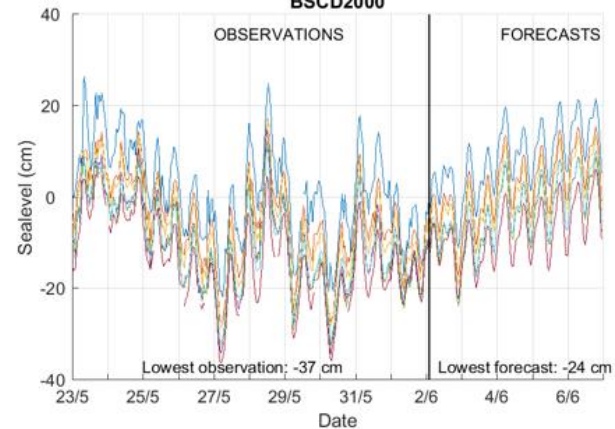 BSCD2000
OBSERVATIONS FORECASTS
40
20
0
-20
-40
Sealevel (cm)
Lowest observation: -37 cm Lowest forecast: -24 cm
23/5 25/5 27/5 29/5 31/5 2/6 4/6 6/6
Date